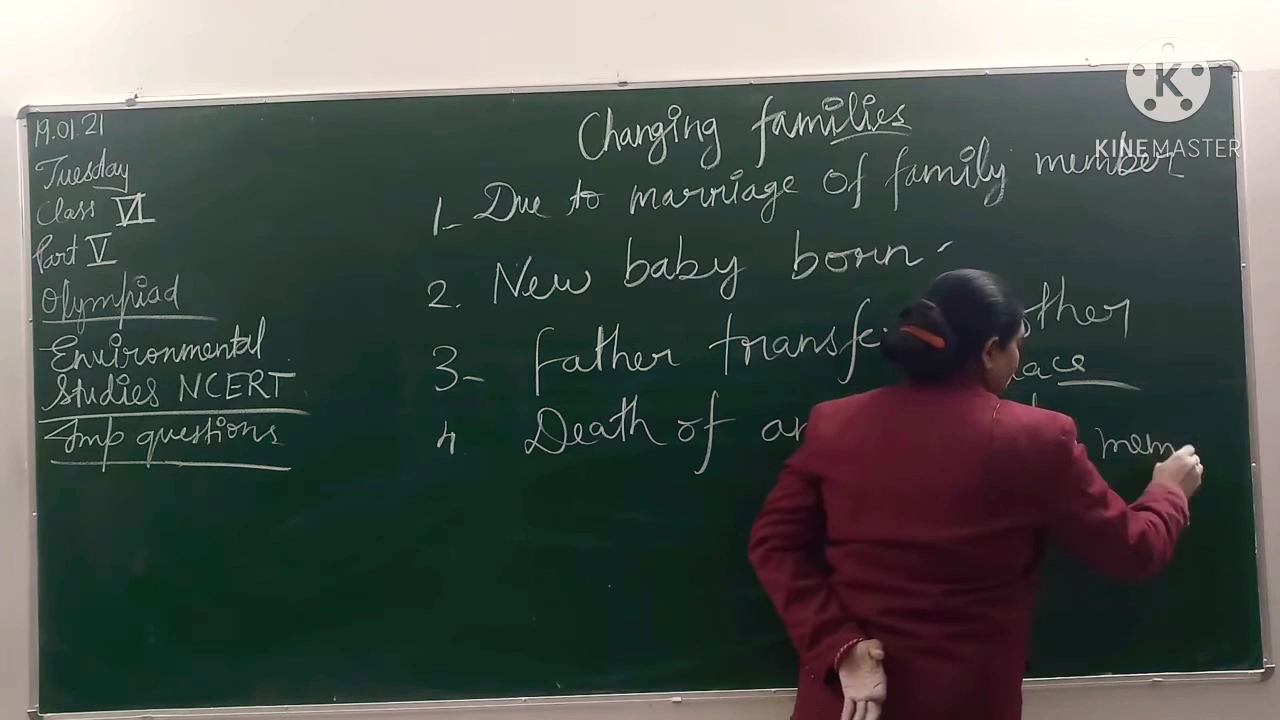 19.01.21
Tuesday
Class VI
Part V
Olympiad
Environmental
Studies NCERT
Imp questions
Changing families
1- Due to marriage of family member
2. New baby born.
3- father
4 Death of
K
KINEMASTER